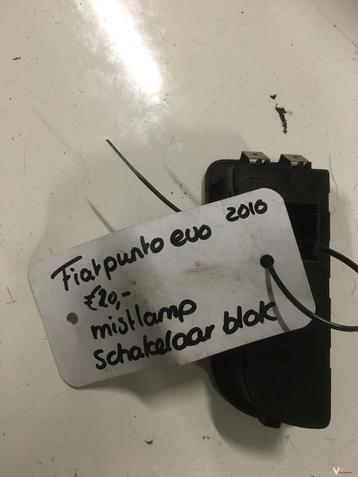 Fiat punto evo 2010
€20,-
mistlamp
schakelaar blok